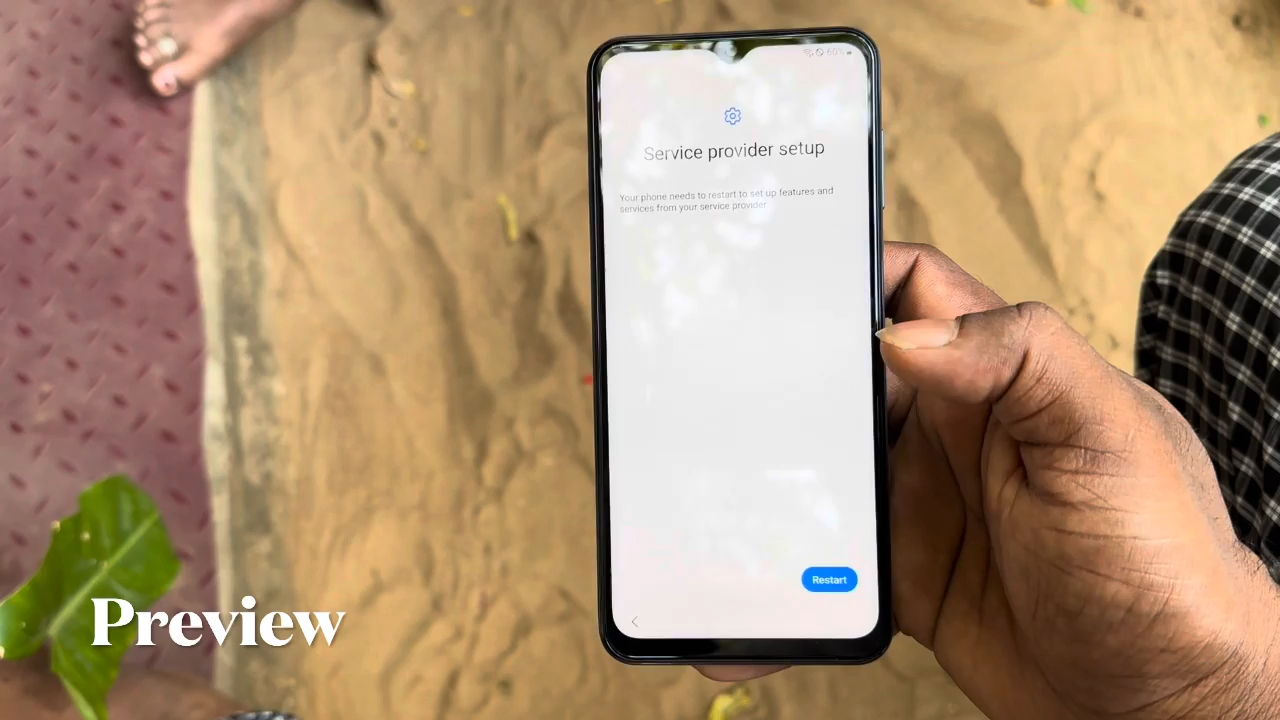 60%
Service provider setup
Your phone needs to restart to set up features and
services from your service provider
Restart
Preview